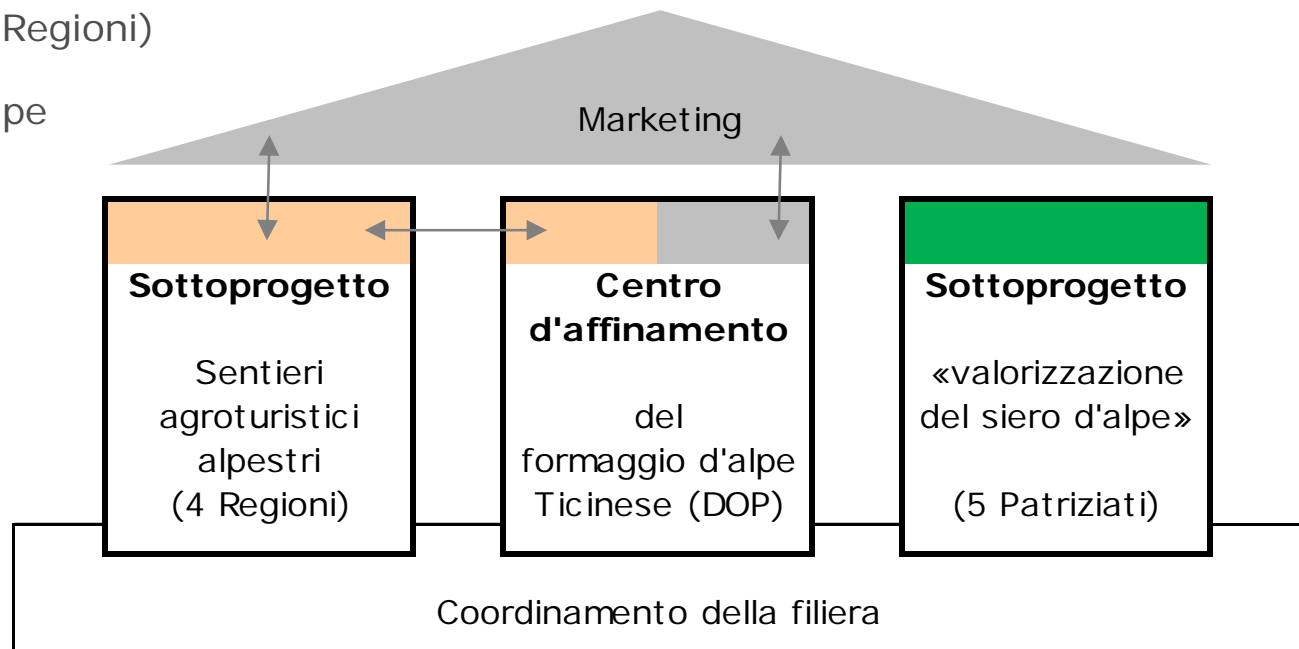 Regioni)
pe
Marketing
Sottoprogetto
Sentieri
agroturistici
alpestri
(4 Regioni)
Centro
d'affinamento
del
formaggio d'alpe
Ticinese (DOP)
Sottoprogetto
«valorizzazione
del siero d'alpe»
(5 Patriziati)
Coordinamento della filiera